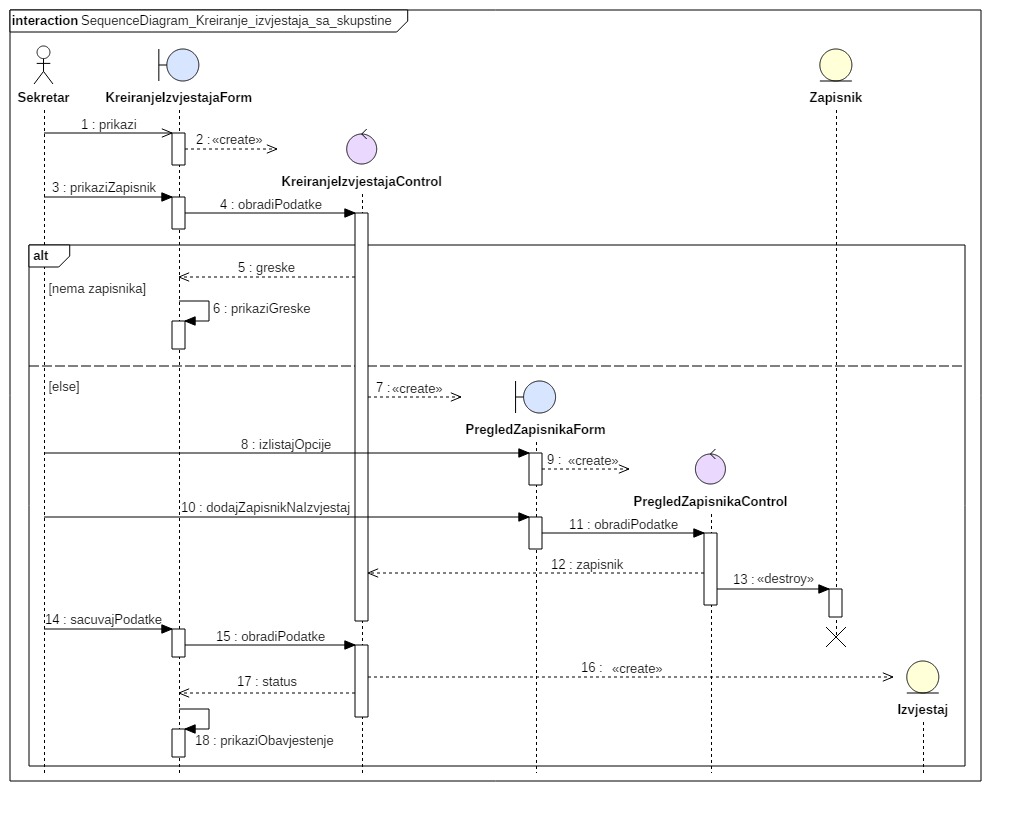 interaction SequenceDiagram_Kreiranje_izvjestaja_sa_skupstine
Sekretar
KreiranjeIzvjestajaForm
Zapisnik
1 : prikazi
2 : «create»
KreiranjeIzvjestajaControl
3 : prikaziZapisnik
4 : obradiPodatke
alt
5 : greske
[nema zapisnika]
6 : prikaziGreske
[else]
7 : «create»
PregledZapisnikaForm
8 : izlistajOpcije
9 : «create»
PregledZapisnikaControl
10 : dodajZapisnikNaIzvjestaj
11 : obradiPodatke
12 : zapisnik
13 : «destroy»
14 : sacuvajPodatke
15 : obradiPodatke
16 : «create»
17 : status
Izvjestaj
18 : prikaziObavjestenje